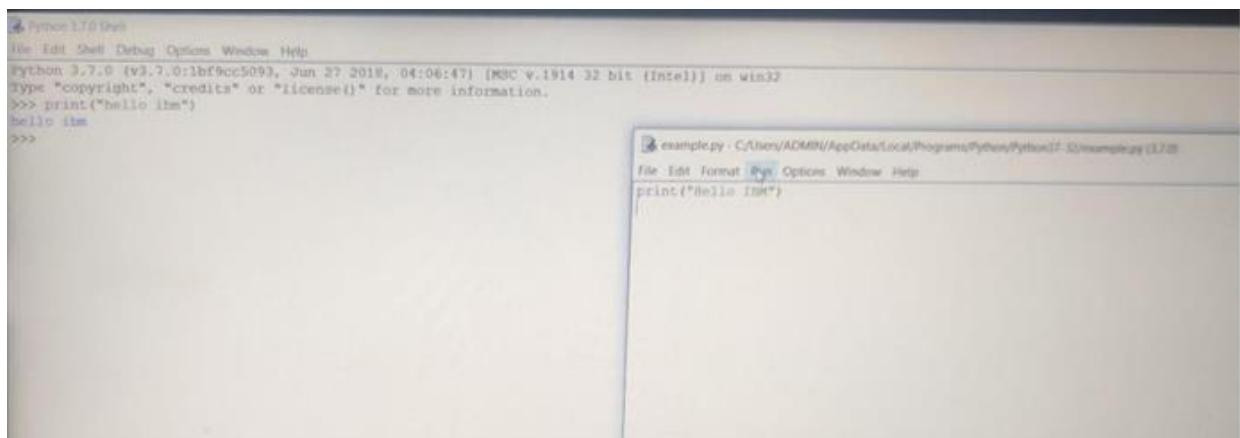 Python 3.7.0 Shell
File Edit Shell Debug Options Window Help
Python 3.7.0 (v3.7.0:1bf9cc5093, Jun 27 2018, 04:06:47) [MSC v.1914 32 bit (Intel)] on win32
Type "copyright", "credits" or "license()" for more information.
>>> print("hello ibm")
hello ibm
>>>
example.py - C:/Users/ADMIN/AppData/Local/Programs/Python/Python37-32/example.py (3.7.0)
File Edit Format Run Options Window Help
print("Hello IBM")